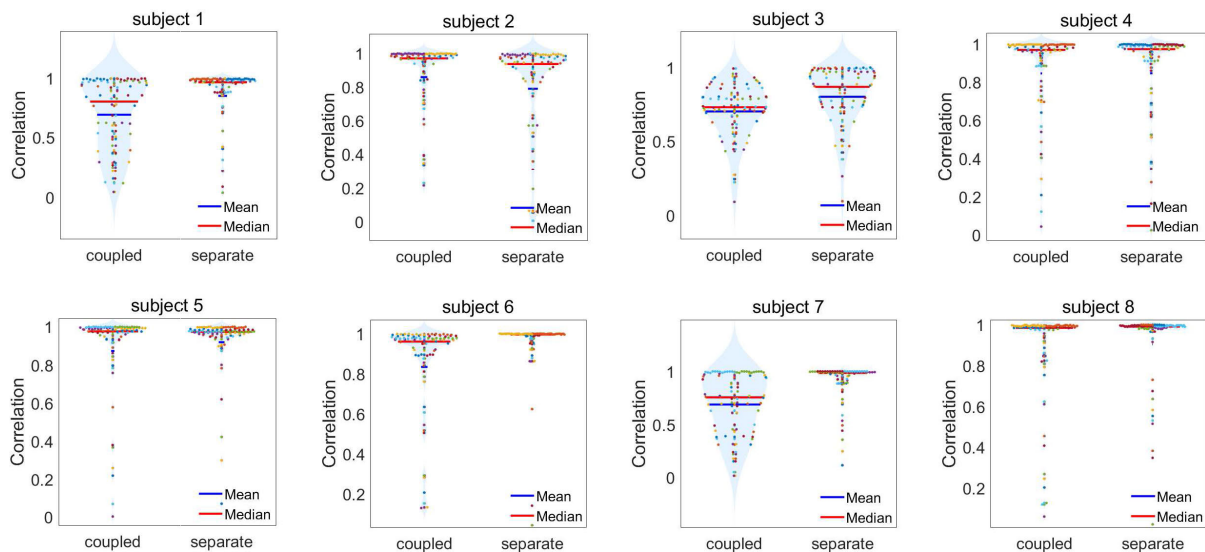 subject 1
Correlation
1
0.5
0
Mean
Median
coupled
separate
subject 2
Correlation
1
0.8
0.6
0.4
0.2
0
Mean
Median
coupled
separate
subject 3
Correlation
1
0.5
0
Mean
Median
coupled
separate
subject 4
Correlation
1
0.8
0.6
0.4
0.2
0
Mean
Median
coupled
separate
subject 5
Correlation
1
0.8
0.6
0.4
0.2
0
Mean
Median
coupled
separate
subject 6
Correlation
1
0.8
0.6
0.4
0.2
Mean
Median
coupled
separate
subject 7
Correlation
1
0.5
0
Mean
Median
coupled
separate
subject 8
Correlation
1
0.8
0.6
0.4
0.2
Mean
Median
coupled
separate